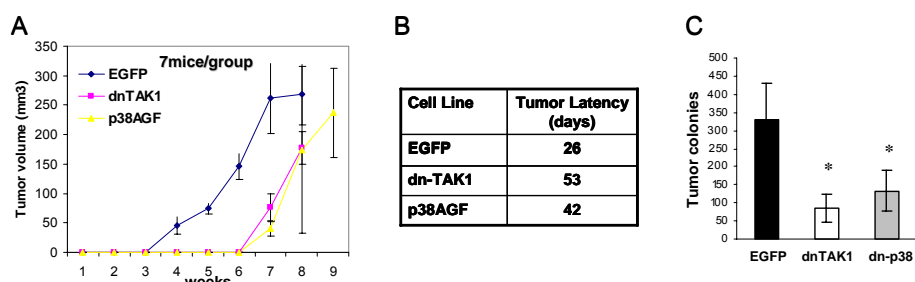 A
Tumor volume (mm3)
350
300
250
200
150
100
50
0
7mice/group
EGFP
dnTAK1
p38AGF
1 2 3 4 5 6 7 8 9
weeks
B
Cell Line Tumor Latency (days)
EGFP 26
dn-TAK1 53
p38AGF 42
C
Tumor colonies
500
450
400
350
300
250
200
150
100
50
0
* *
EGFP dnTAK1 dn-p38